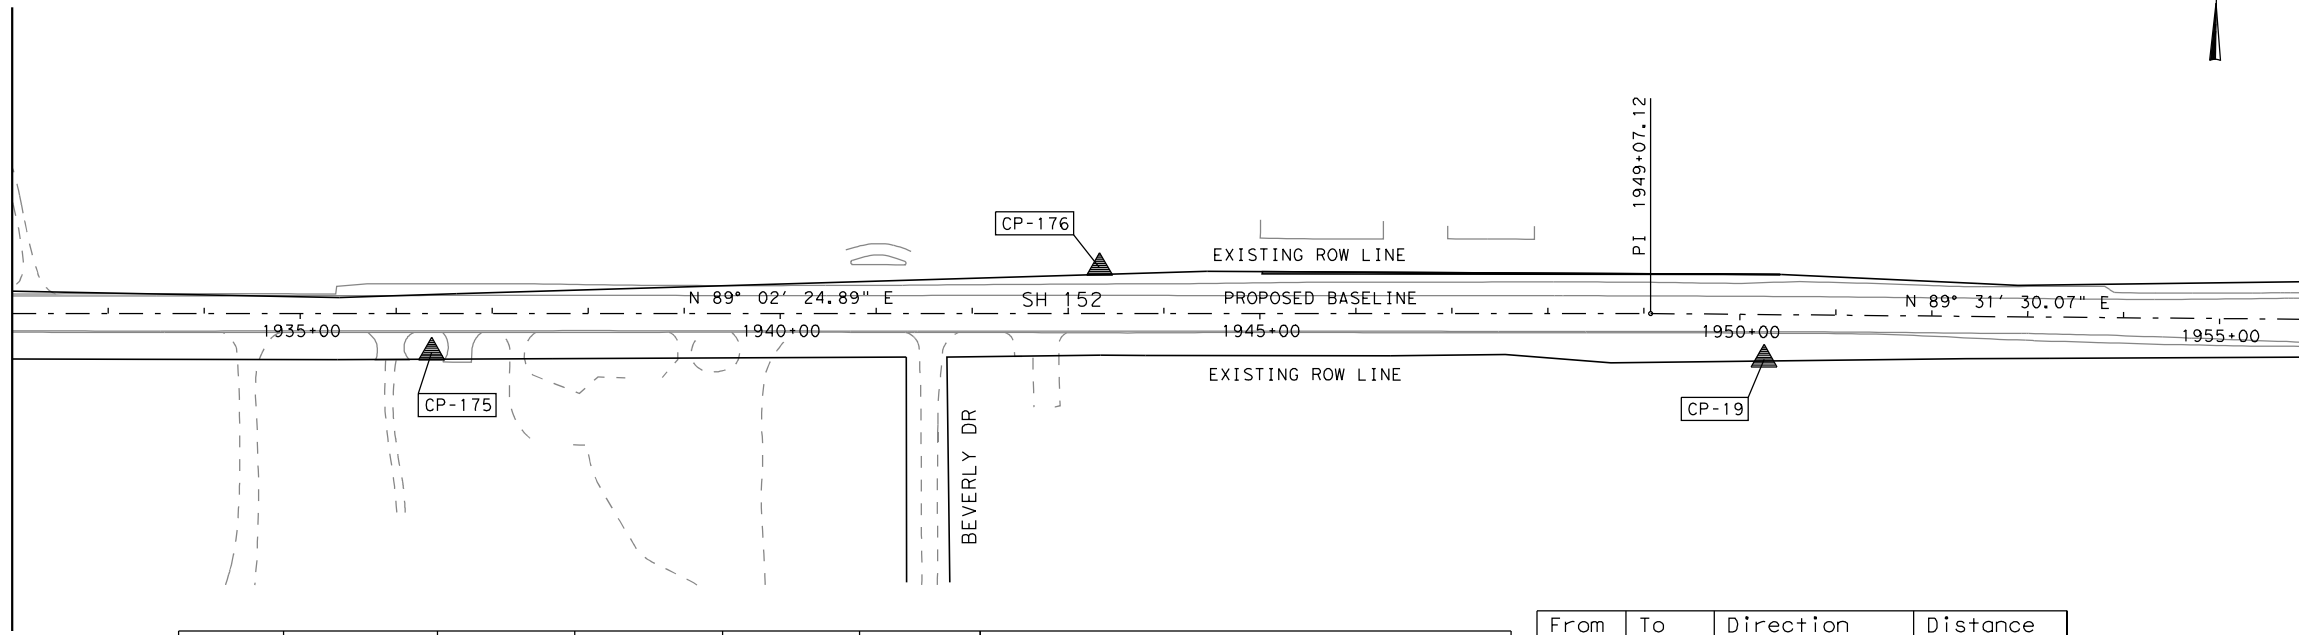 PI 1949+07.12
CP-176
EXISTING ROW LINE
N 89° 02' 24.89" E
SH 152
PROPOSED BASELINE
N 89° 31' 30.07" E
1935+00
1940+00
1945+00
1950+00
1955+00
EXISTING ROW LINE
CP-175
CP-19
BEVERLY DR
From To Direction Distance